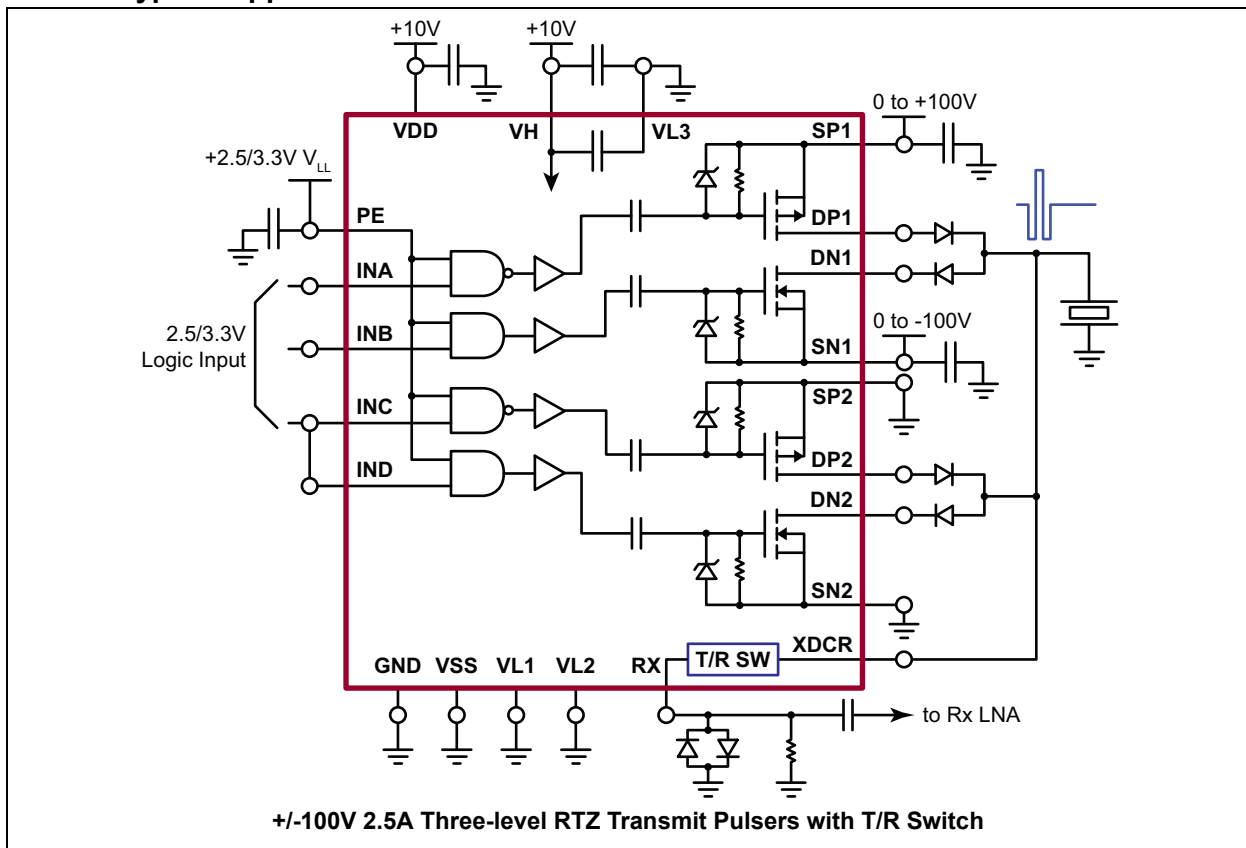 +10V
+10V
VDD
VH
VL3
SP1
0 to +100V
+2.5/3.3V VLL
PE
DP1
INA
DN1
2.5/3.3V
Logic Input
INB
0 to -100V
SN1
SP2
INC
DP2
IND
DN2
SN2
XDCR
GND
VSS
VL1
VL2
RX
T/R SW
to Rx LNA
+/-100V 2.5A Three-level RTZ Transmit Pulsers with T/R Switch